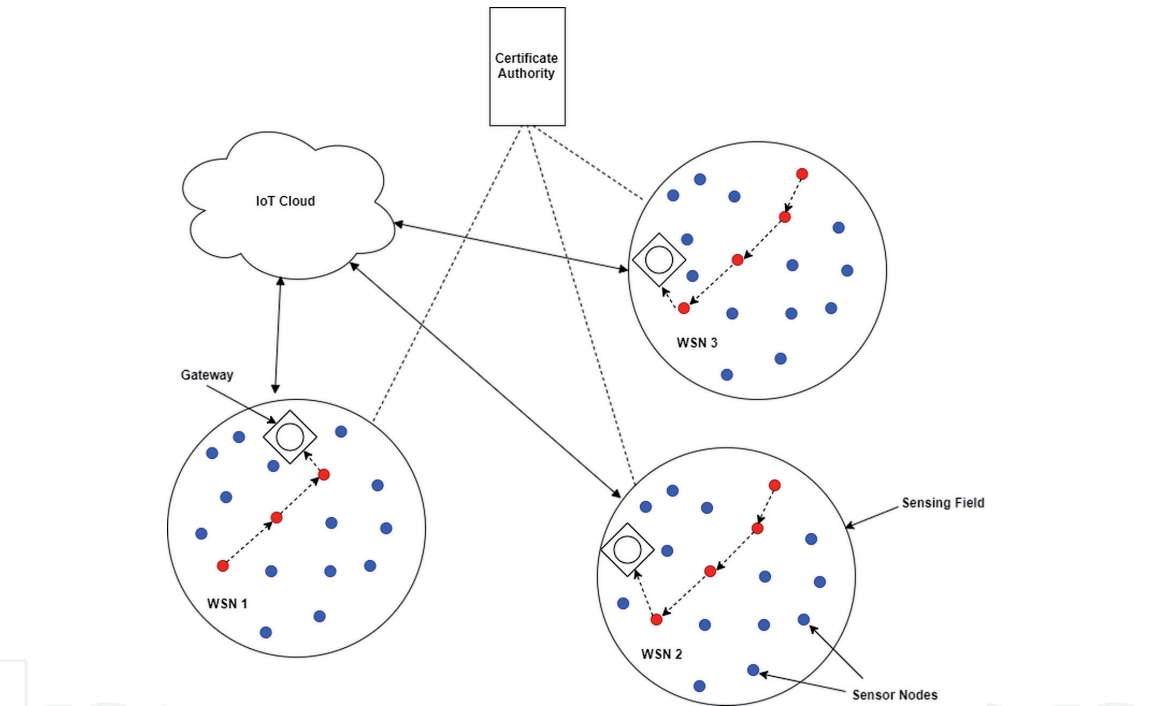 Certificate
Authority
IoT Cloud
WSN 3
Gateway
Sensing Field
WSN 1
WSN 2
Sensor Nodes